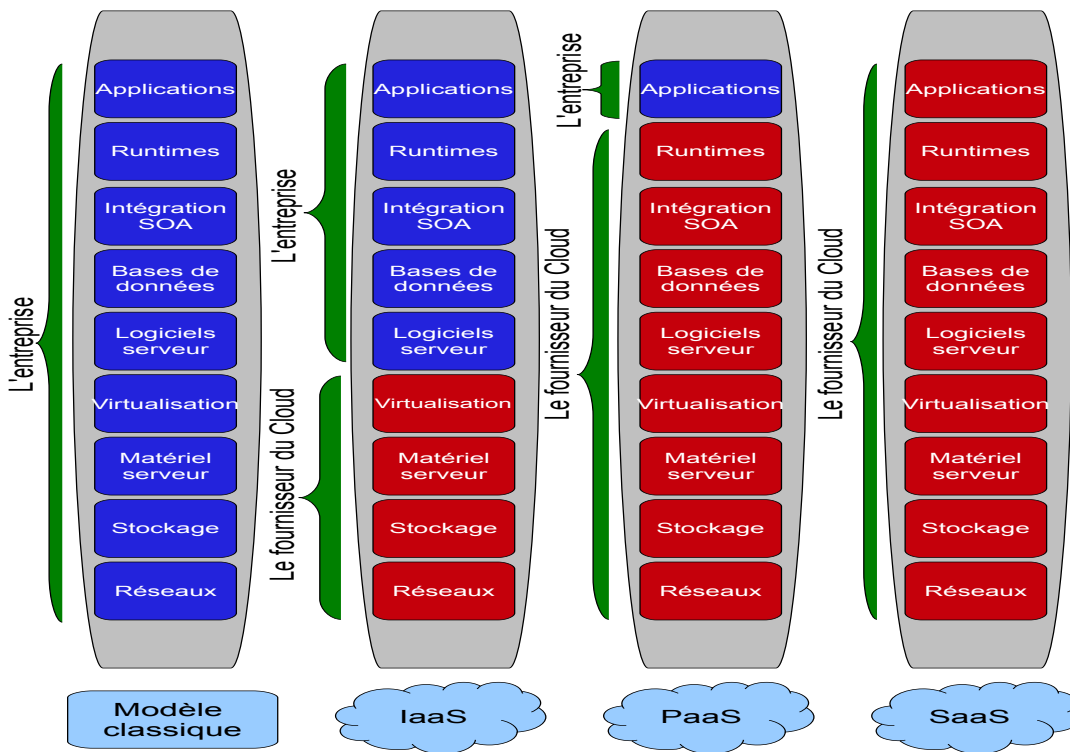 L'entreprise
Applications
Runtimes
Intégration
SOA
Bases de
données
Logiciels
serveur
Virtualisation
Matériel
serveur
Stockage
Réseaux
Modèle
classique
L'entreprise
Le fournisseur du Cloud
Applications
Runtimes
Intégration
SOA
Bases de
données
Logiciels
serveur
Virtualisation
Matériel
serveur
Stockage
Réseaux
IaaS
L'entreprise
Le fournisseur du Cloud
Applications
Runtimes
Intégration
SOA
Bases de
données
Logiciels
serveur
Virtualisation
Matériel
serveur
Stockage
Réseaux
PaaS
Le fournisseur du Cloud
Applications
Runtimes
Intégration
SOA
Bases de
données
Logiciels
serveur
Virtualisation
Matériel
serveur
Stockage
Réseaux
SaaS